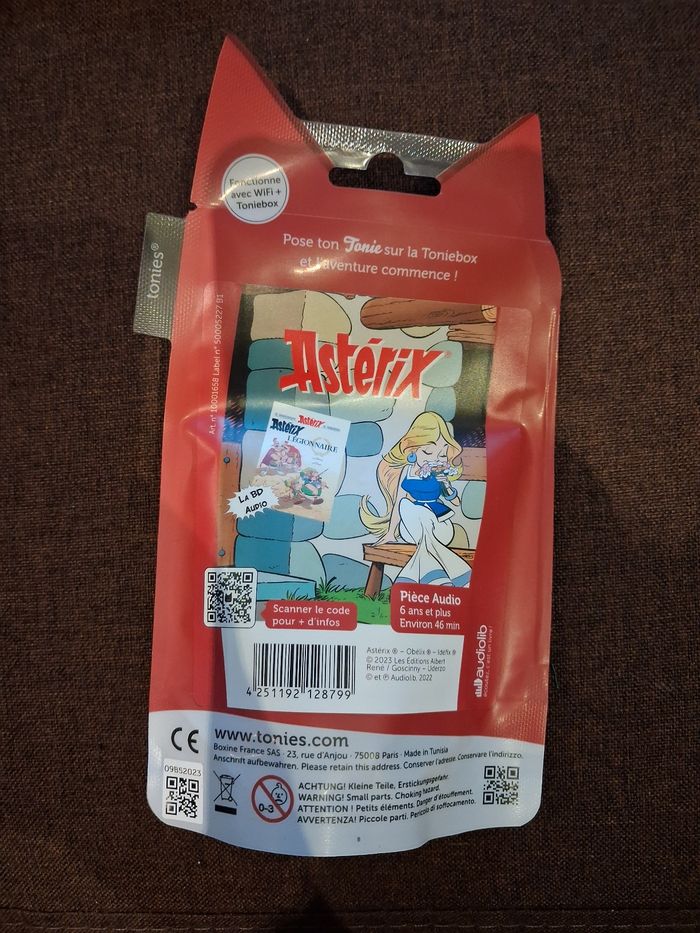 Fonctionne
avec WiFi +
Toniebox
tonies®
Pose ton Tonie sur la Toniebox
et l'aventure commence !
Art. n° 10001658 Label n° 50005227 B1
Astérix®
Astérix
Astérix
LÉGIONNAIRE
La BD
Audio
Scanner le code
pour + d'infos
Pièce Audio
6 ans et plus
Environ 46 min
4 251192 128799
Astérix ® – Obélix ® – Idéfix ®
© 2023 Les Editions Albert
René / Goscinny – Uderzo
© et ℗ Audiolib, 2022
audiolib
CE
09852023
www.tonies.com
Boxine France SAS · 23, rue d'Anjou · 75008 Paris · Made in Tunisia
Anschrift aufbewahren. Please retain this address. Conserver l'adresse. Conservare l'indirizzo.
0-3
ACHTUNG! Kleine Teile, Erstickungsgefahr.
WARNING! Small parts. Choking hazard.
ATTENTION ! Petits éléments. Danger d'étouffement.
AVVERTENZA! Piccole parti. Pericolo di soffocamento.